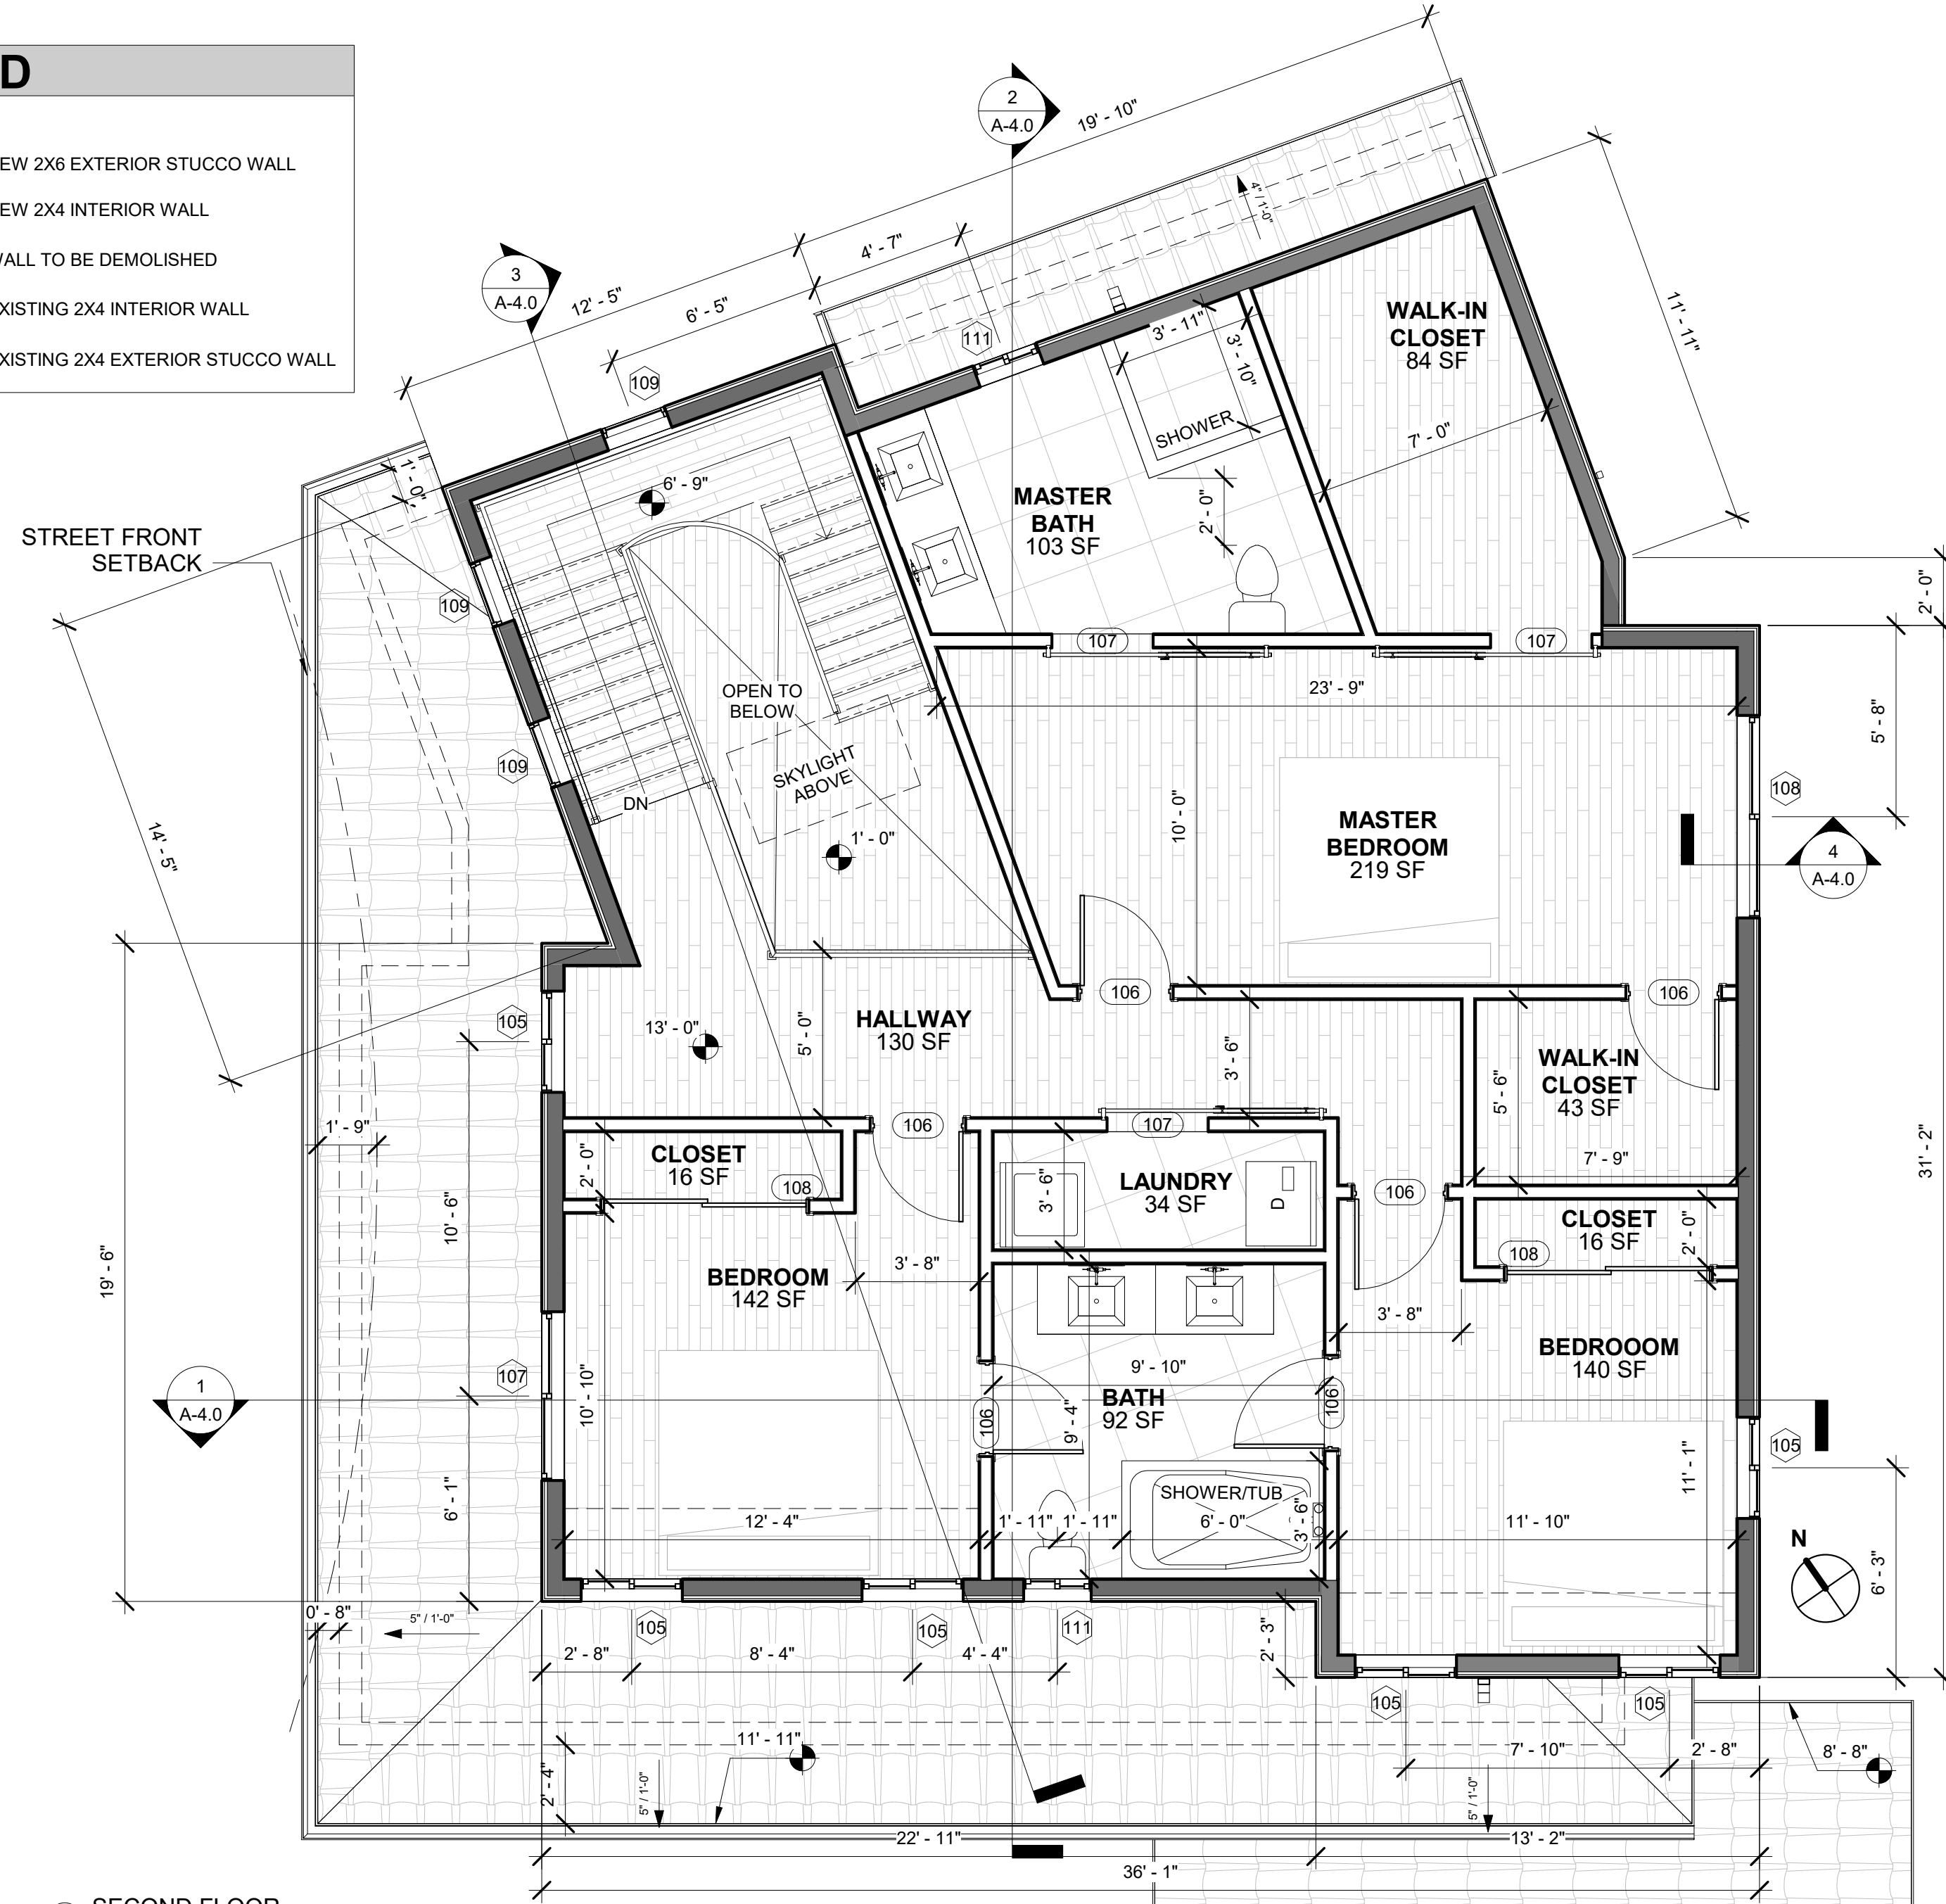 D
EW 2X6 EXTERIOR STUCCO WALL
EW 2X4 INTERIOR WALL
WALL TO BE DEMOLISHED
XISTING 2X4 INTERIOR WALL
XISTING 2X4 EXTERIOR STUCCO WALL
2
A-4.0
19' - 10"
3
A-4.0
12' - 5"
4' - 7"
6' - 5"
4" / 1'-0"
111
109
3' - 11"
3' - 10"
SHOWER
WALK-IN
CLOSET
84 SF
11' - 11"
7' - 0"
1' - 0"
6' - 9"
MASTER
BATH
103 SF
2' - 0"
STREET FRONT
SETBACK
109
109
107
107
2' - 0"
OPEN TO
BELOW
23' - 9"
5' - 8"
SKYLIGHT
ABOVE
DN
108
14' - 5"
1' - 0"
10' - 0"
MASTER
BEDROOM
219 SF
4
A-4.0
106
106
105
13' - 0"
HALLWAY
130 SF
5' - 0"
3' - 6"
5' - 6"
WALK-IN
CLOSET
43 SF
1' - 9"
106
107
7' - 9"
31' - 2"
CLOSET
16 SF
2' - 0"
108
3' - 6"
LAUNDRY
34 SF
D
106
CLOSET
16 SF
2' - 0"
108
19' - 6"
10' - 6"
3' - 8"
BEDROOM
142 SF
3' - 8"
BEDROOOM
140 SF
1
A-4.0
107
10' - 10"
106
9' - 10"
BATH
92 SF
9' - 4"
106
105
11' - 1"
6' - 1"
SHOWER/TUB
12' - 4"
1' - 11"
1' - 11"
6' - 0"
3' - 6"
11' - 10"
N
6' - 3"
0' - 8"
5" / 1'-0"
105
105
111
2' - 8"
8' - 4"
4' - 4"
2' - 3"
105
105
11' - 11"
7' - 10"
2' - 8"
8' - 8"
2' - 4"
5" / 1'-0"
5" / 1'-0"
22' - 11"
13' - 2"
36' - 1"
SECOND FLOOR